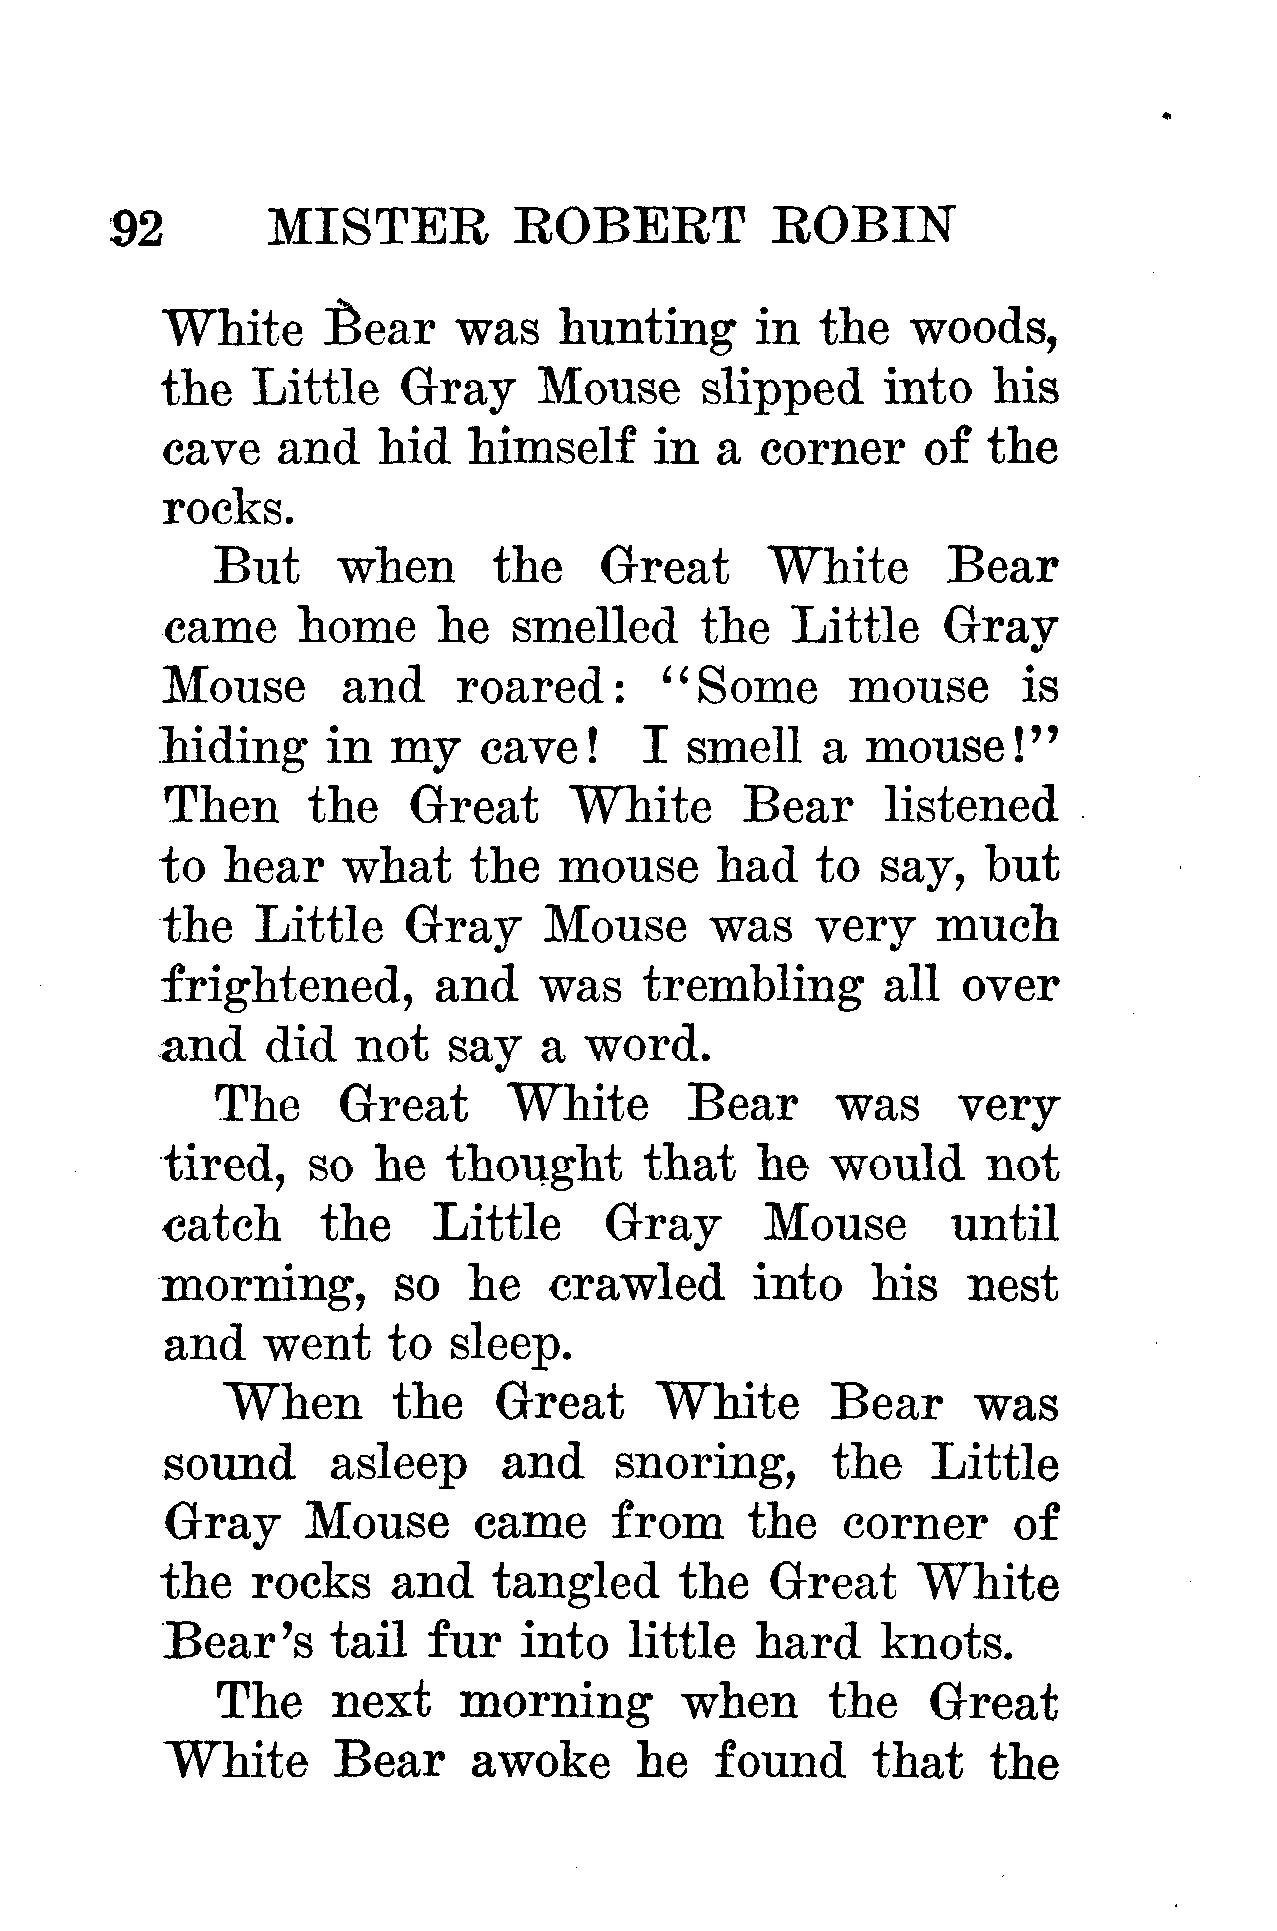 92 MISTER ROBERT ROBIN
White Bear was hunting in the woods,
the Little Gray Mouse slipped into his
cave and hid himself in a corner of the
rocks.
But when the Great White Bear
came home he smelled the Little Gray
Mouse and roared: “Some mouse is
hiding in my cave! I smell a mouse!”
Then the Great White Bear listened
to hear what the mouse had to say, but
the Little Gray Mouse was very much
frightened, and was trembling all over
and did not say a word.
The Great White Bear was very
tired, so he thought that he would not
catch the Little Gray Mouse until
morning, so he crawled into his nest
and went to sleep.
When the Great White Bear was
sound asleep and snoring, the Little
Gray Mouse came from the corner of
the rocks and tangled the Great White
Bear’s tail fur into little hard knots.
The next morning when the Great
White Bear awoke he found that the